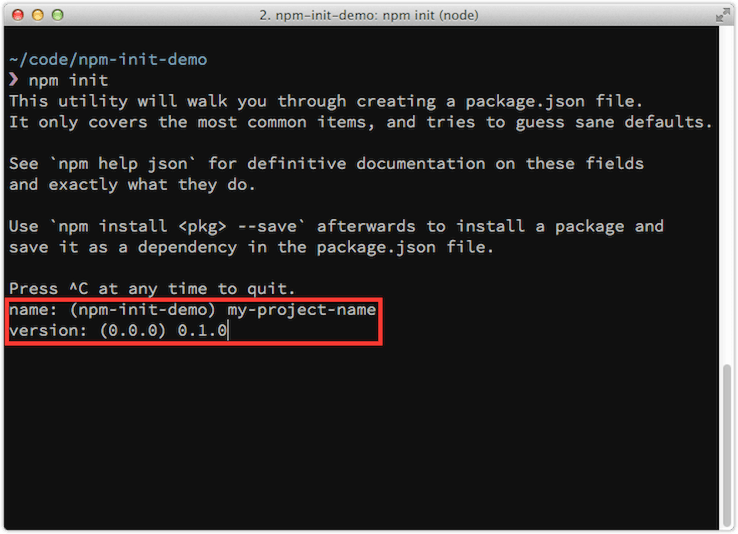 2. npm-init-demo: npm init (node)
~/code/npm-init-demo
❯ npm init
This utility will walk you through creating a package.json file.
It only covers the most common items, and tries to guess sane defaults.
See `npm help json` for definitive documentation on these fields
and exactly what they do.
Use `npm install <pkg> --save` afterwards to install a package and
save it as a dependency in the package.json file.
Press ^C at any time to quit.
name: (npm-init-demo) my-project-name
version: (0.0.0) 0.1.0